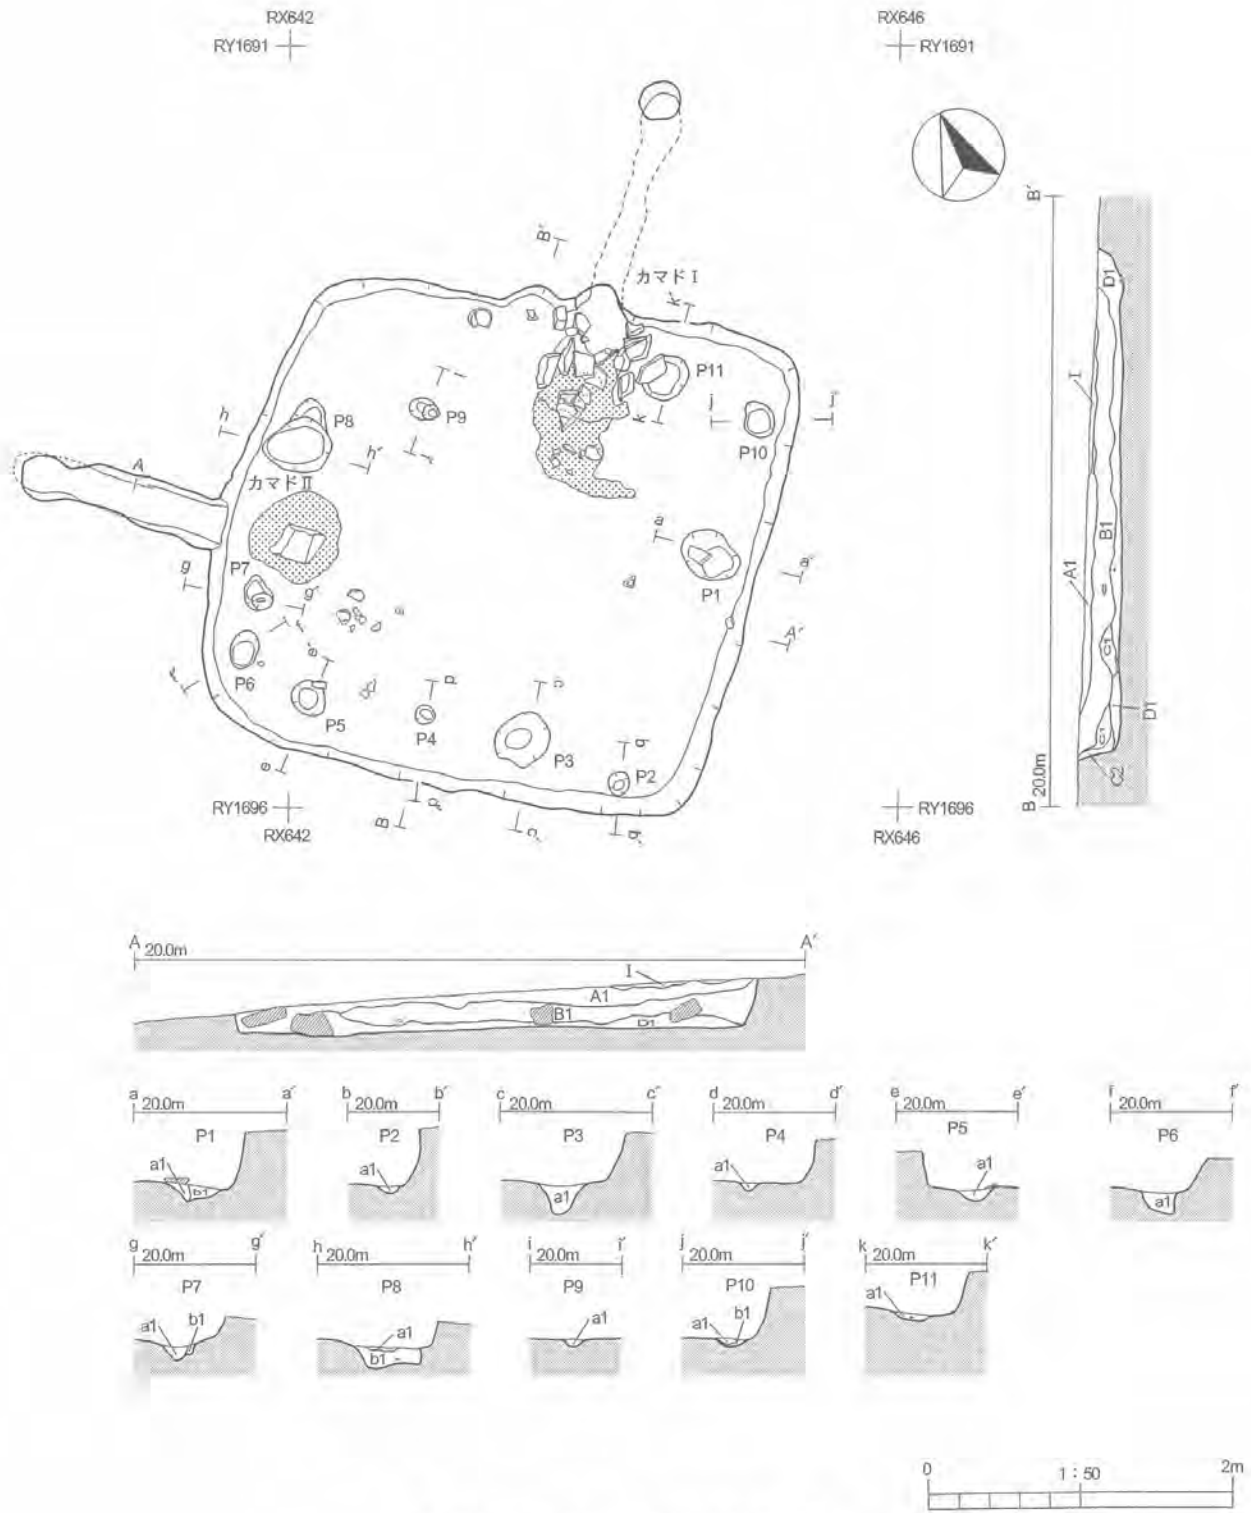 RX642
RX646
RY1691
RY1691
カマドⅠ
B´
k´
P11
k
P10
j
j´
P9
P8
h
h´
A
カマドⅡ
a
a´
P1
A´
g
g´
P7
P6
P5
e´
e
d
P4
d´
c
P3
c´
b
P2
b´
B
RY1696
RX642
RY1696
RX646
B´
D1
I
B1
A1
C1
D1
C1
C2
B 20.0m
A 20.0m A´
I
A1
B1
D1
a 20.0m a´
P1
a1
b1
b 20.0m b´
P2
a1
c 20.0m c´
P3
a1
d 20.0m d´
P4
a1
e 20.0m e´
P5
a1
20.0m f´
P6
a1
g 20.0m g´
P7
a1
b1
h 20.0m h´
P8
a1
b1
i 20.0m i´
P9
a1
j 20.0m j´
P10
a1
b1
k 20.0m k´
P11
a1
0 1:50 2m